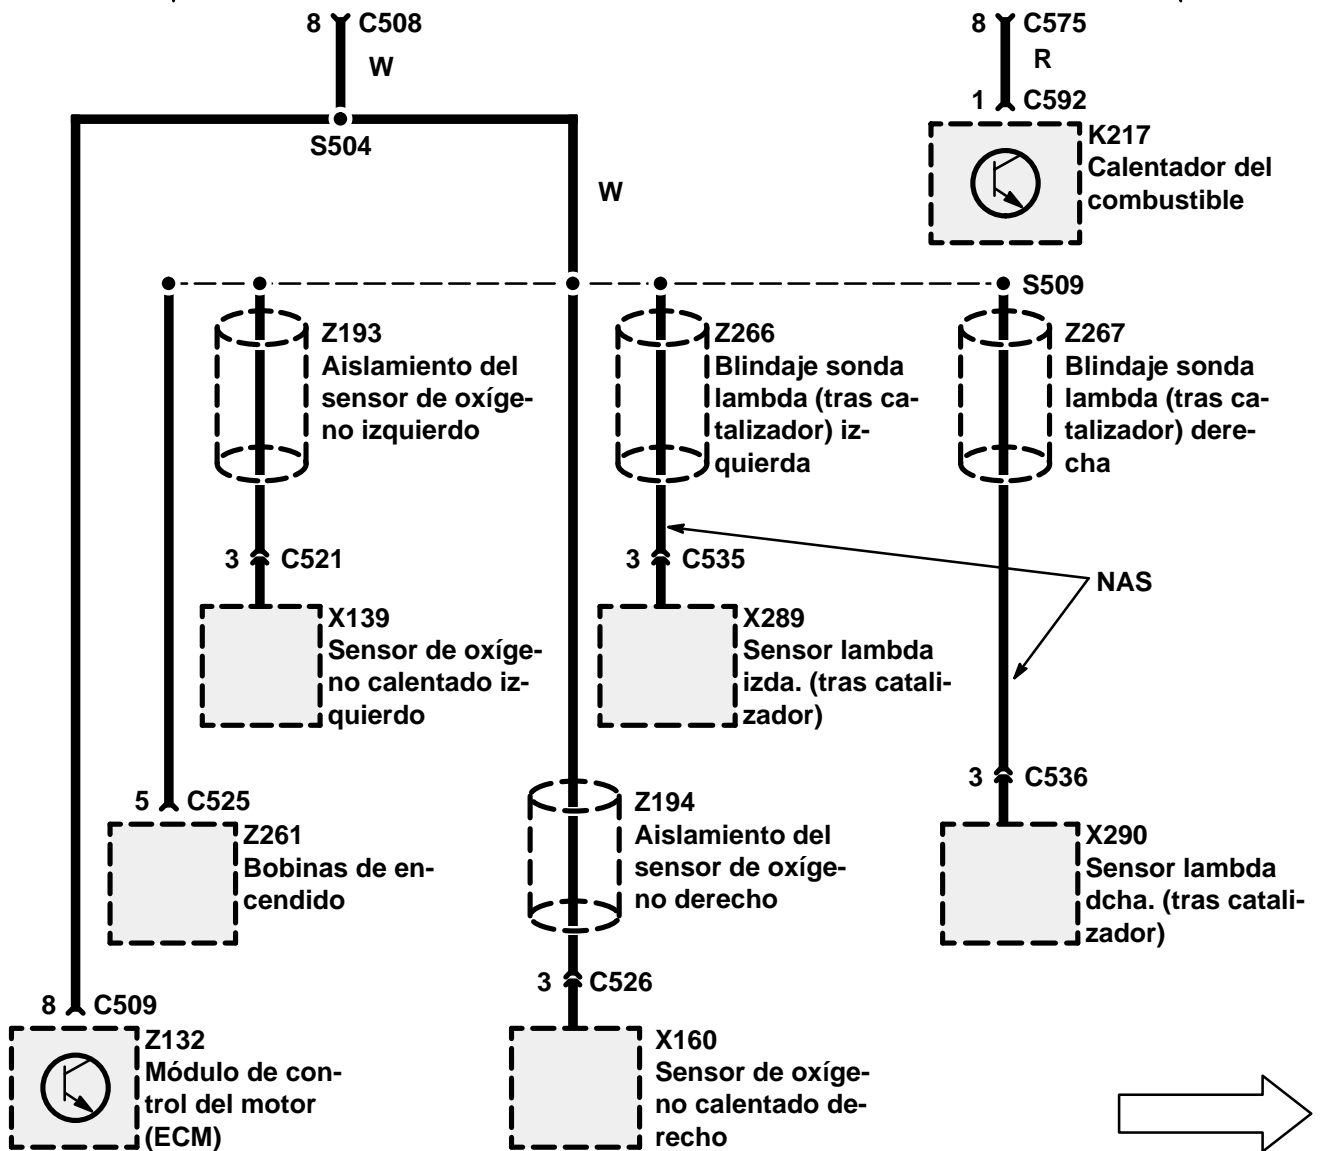 8 C508
W
S504
W
8 C575
R
1 C592
K217
Calentador del
combustible
S509
Z193
Aislamiento del
sensor de oxíge-
no izquierdo
Z266
Blindaje sonda
lambda (tras ca-
talizador) iz-
quierda
Z267
Blindaje sonda
lambda (tras ca-
talizador) dere-
cha
3 C521
3 C535
NAS
X139
Sensor de oxíge-
no calentado iz-
quierdo
X289
Sensor lambda
izda. (tras catali-
zador)
5 C525
Z261
Bobinas de en-
cendido
Z194
Aislamiento del
sensor de oxíge-
no derecho
3 C536
X290
Sensor lambda
dcha. (tras catali-
zador)
3 C526
8 C509
Z132
Módulo de con-
trol del motor
(ECM)
X160
Sensor de oxíge-
no calentado de-
recho